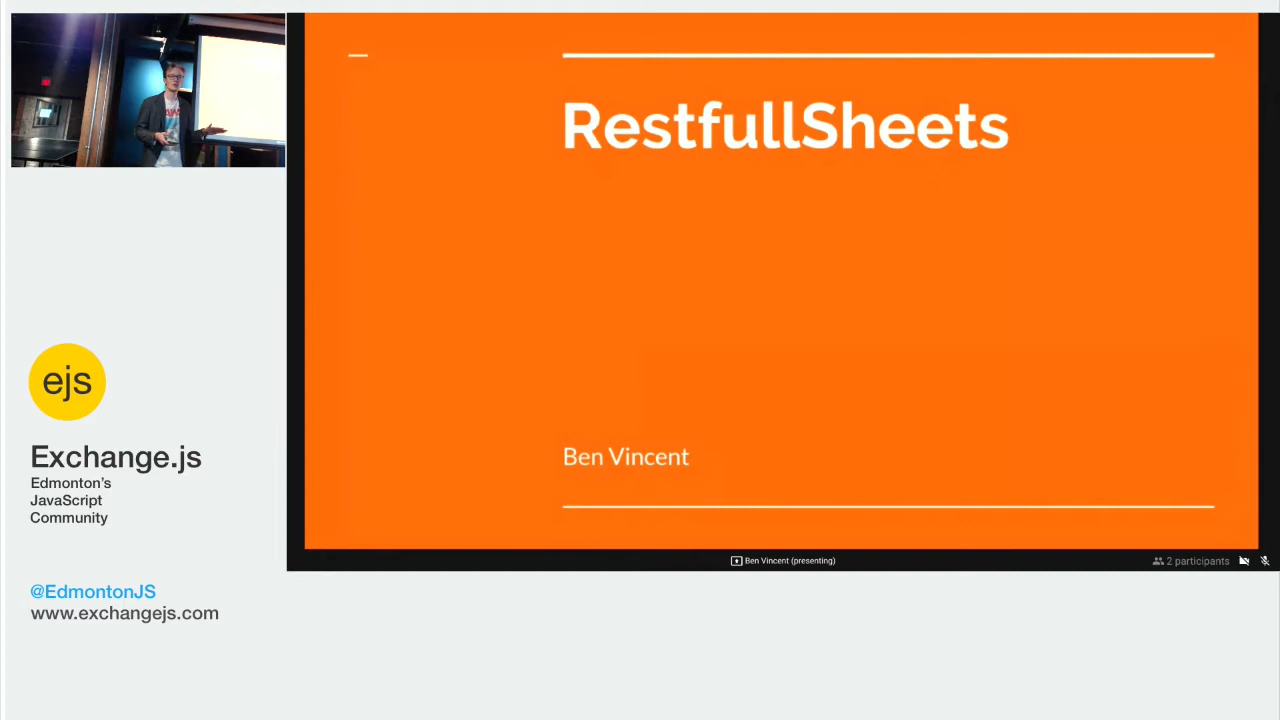 RestfullSheets
Ben Vincent
Ben Vincent (presenting)
2 participants
ejs
Exchange.js
Edmonton's
JavaScript
Community
@EdmontonJS
www.exchangejs.com